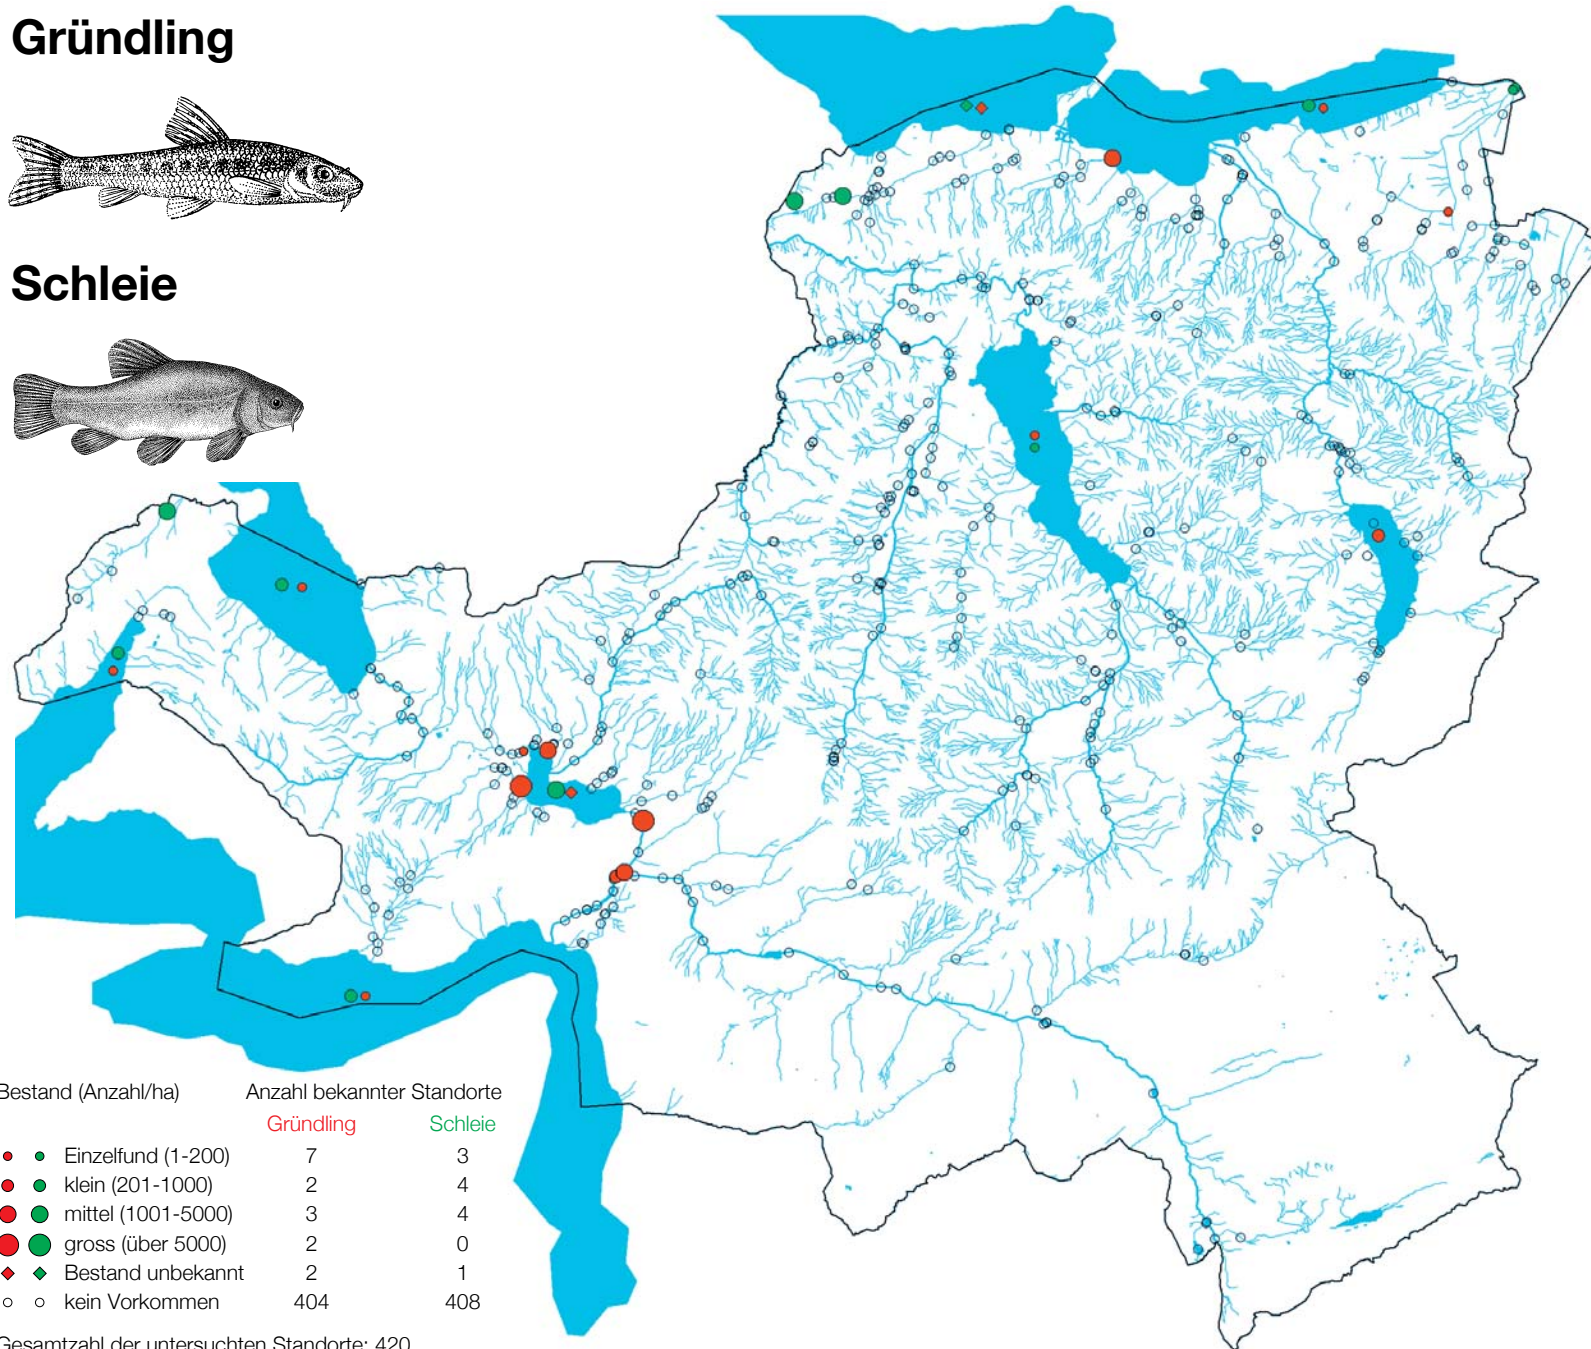 Gründling
Schleie
Bestand (Anzahl/ha) Anzahl bekannter Standorte
Gründling Schleie
Einzelfund (1-200) 7 3
klein (201-1000) 2 4
mittel (1001-5000) 3 4
gross (über 5000) 2 0
Bestand unbekannt 2 1
kein Vorkommen 404 408
Gesamtzahl der untersuchten Standorte: 420